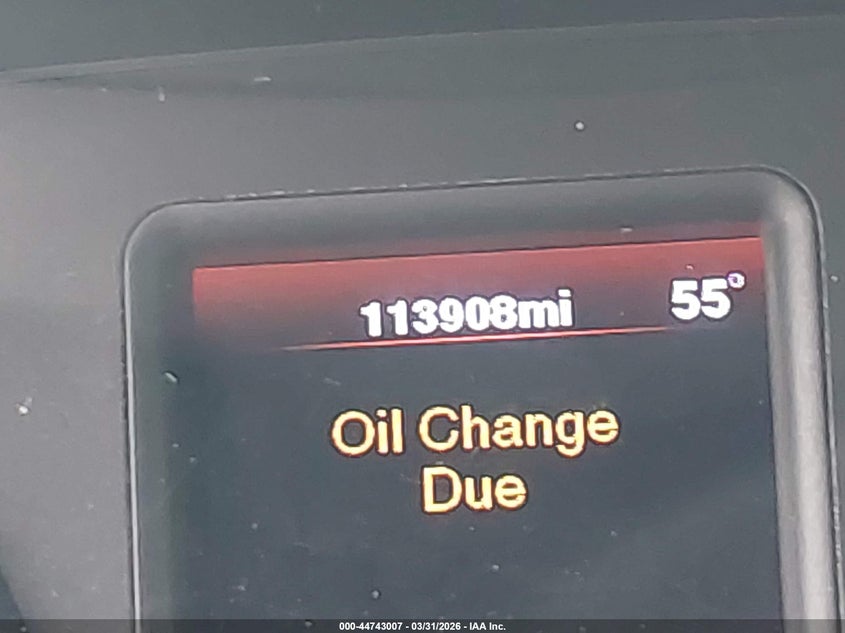 113908mi 55°
Oil Change
Due
000-44743007 - 03/31/2026 - IAA Inc.